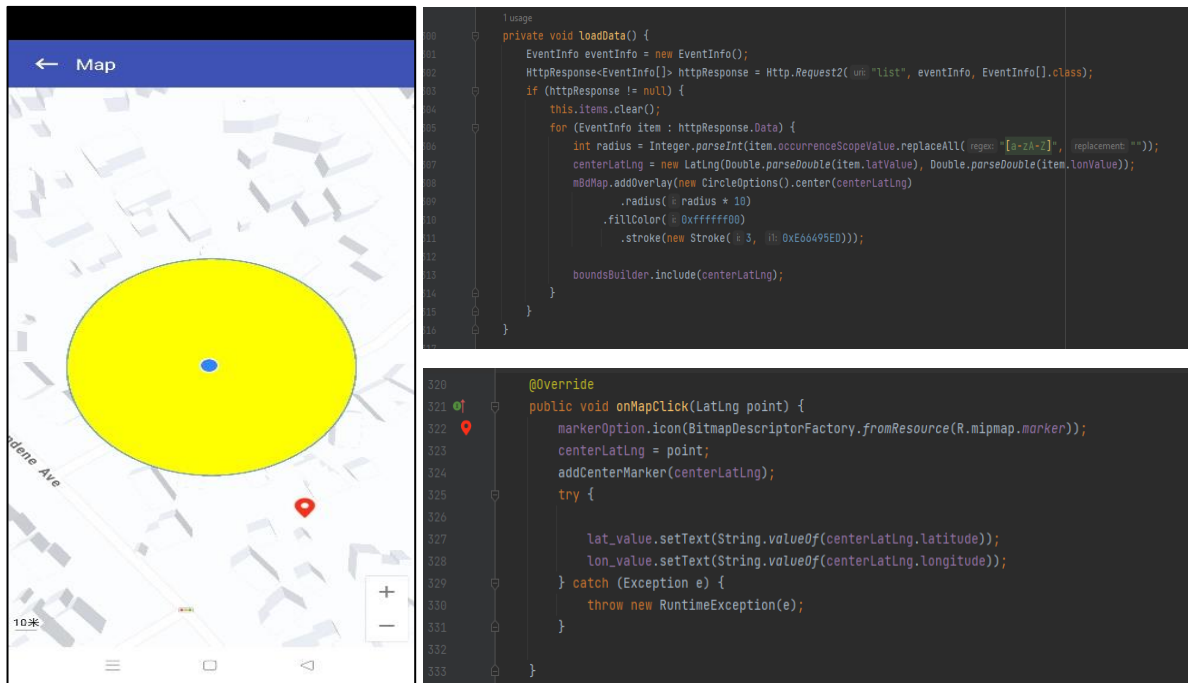 Map
ndene Ave
10米
1 usage
300 private void loadData() {
301 EventInfo eventInfo = new EventInfo();
302 HttpResponse<EventInfo[]> httpResponse = Http.Request2( uri: "list", eventInfo, EventInfo[].class);
303 if (httpResponse != null) {
304 this.items.clear();
305 for (EventInfo item : httpResponse.Data) {
306 int radius = Integer.parseInt(item.occurrenceScopeValue.replaceAll( regex: "[a-zA-Z]", replacement: ""));
307 centerLatLng = new LatLng(Double.parseDouble(item.latValue), Double.parseDouble(item.lonValue));
308 mBdMap.addOverlay(new CircleOptions().center(centerLatLng)
309 .radius( i: radius * 10)
310 .fillColor( i: 0xffffff00)
311 .stroke(new Stroke( i: 3, i1: 0xE66495ED)));
312
313 boundsBuilder.include(centerLatLng);
314 }
315 }
316 }
320 @Override
321 public void onMapClick(LatLng point) {
322 markerOption.icon(BitmapDescriptorFactory.fromResource(R.mipmap.marker));
323 centerLatLng = point;
324 addCenterMarker(centerLatLng);
325 try {
326
327 lat_value.setText(String.valueOf(centerLatLng.latitude));
328 lon_value.setText(String.valueOf(centerLatLng.longitude));
329 } catch (Exception e) {
330 throw new RuntimeException(e);
331 }
332
333 }